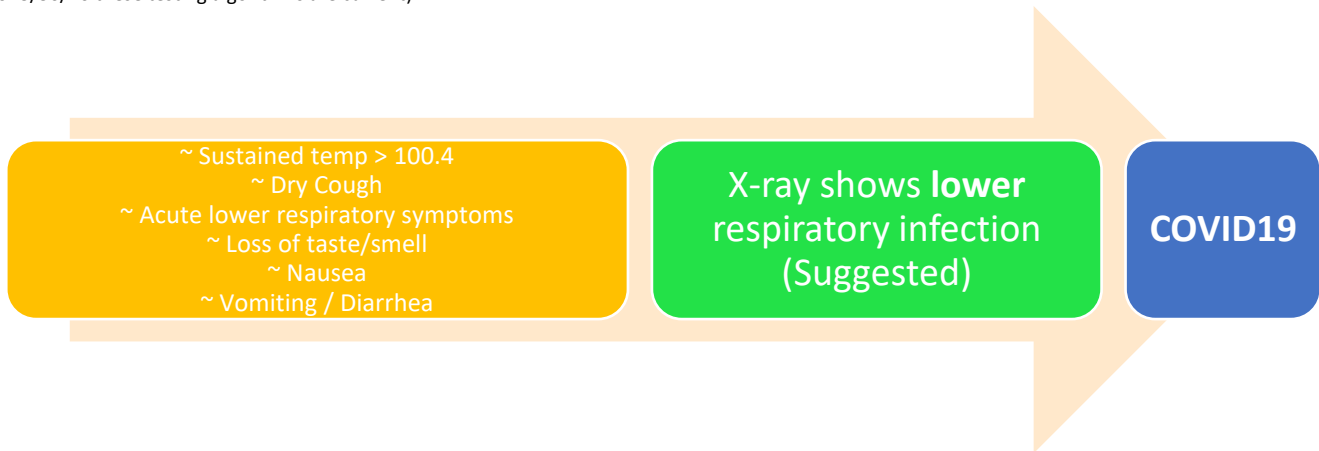 ~ Sustained temp > 100.4
~ Dry Cough
~ Acute lower respiratory symptoms
~ Loss of taste/smell
~ Nausea
~ Vomiting / Diarrhea
X-ray shows lower
respiratory infection
(Suggested)
COVID19